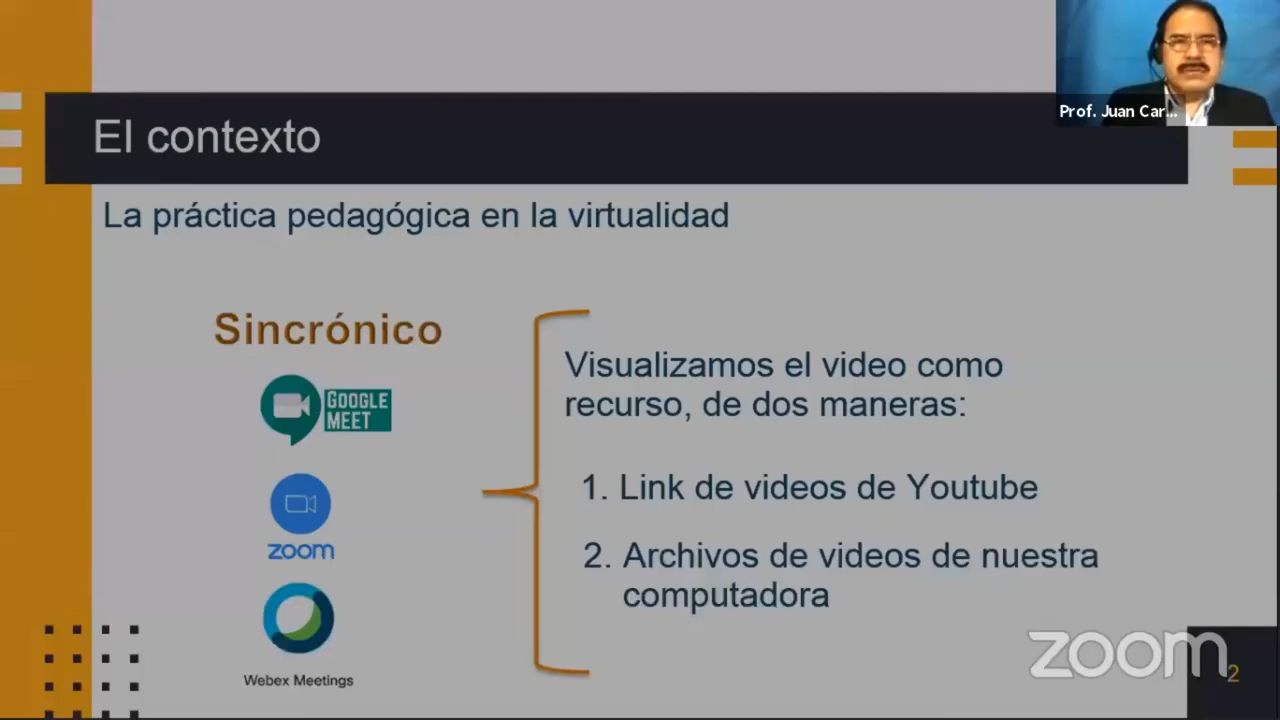 Prof. Juan Car...
El contexto
La práctica pedagógica en la virtualidad
Sincrónico
GOOGLE
MEET
zoom
Webex Meetings
Visualizamos el video como
recurso, de dos maneras:
1. Link de videos de Youtube
2. Archivos de videos de nuestra
computadora
zoom
2